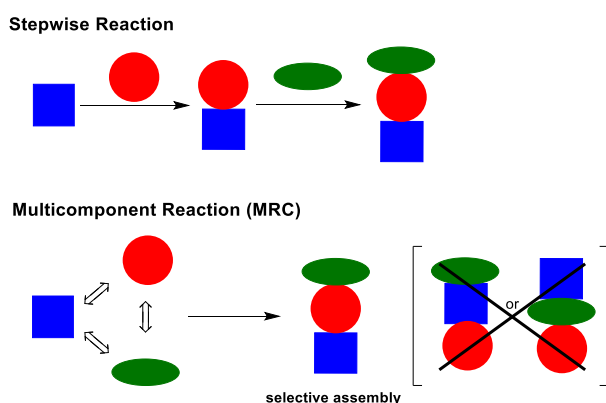 Stepwise Reaction
Multicomponent Reaction (MRC)
or
selective assembly